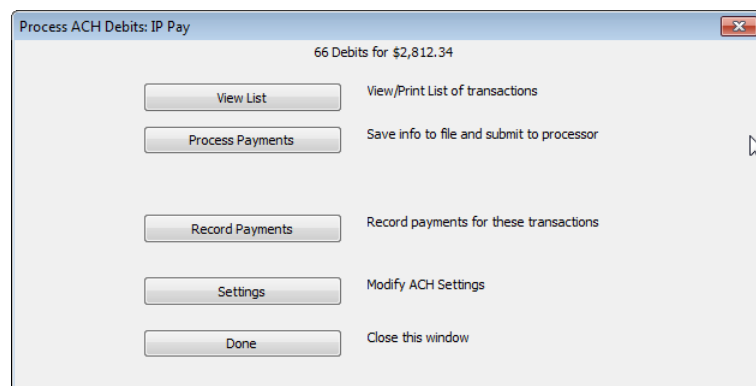 Process ACH Debits: IP Pay
66 Debits for $2,812.34
View List View/Print List of transactions
Process Payments Save info to file and submit to processor
Record Payments Record payments for these transactions
Settings Modify ACH Settings
Done Close this window